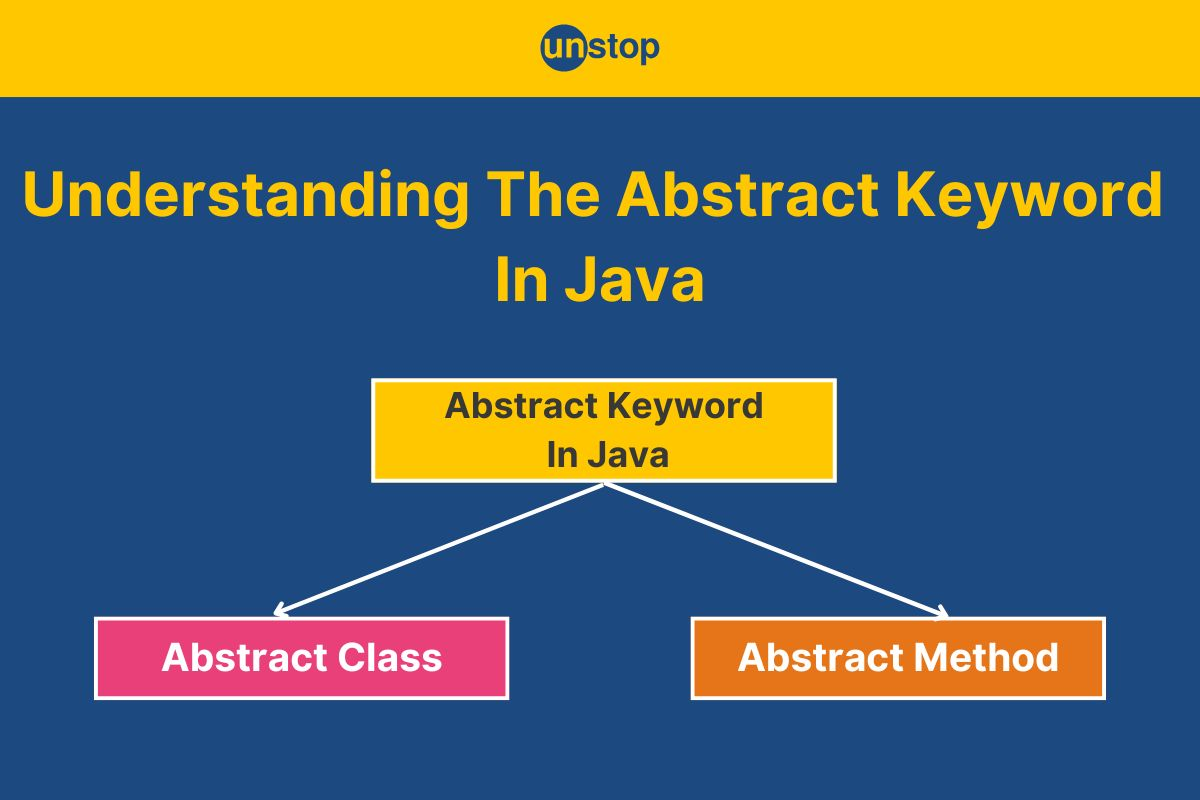 unstop
Understanding The Abstract Keyword
In Java
Abstract Keyword
In Java
Abstract Class
Abstract Method